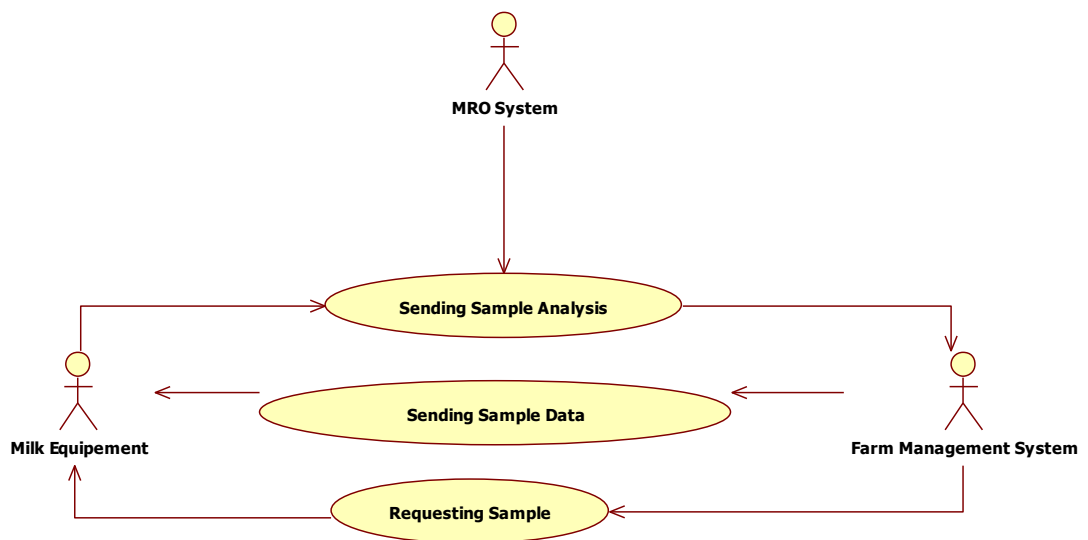 MRO System
Sending Sample Analysis
Sending Sample Data
Milk Equipement
Farm Management System
Requesting Sample